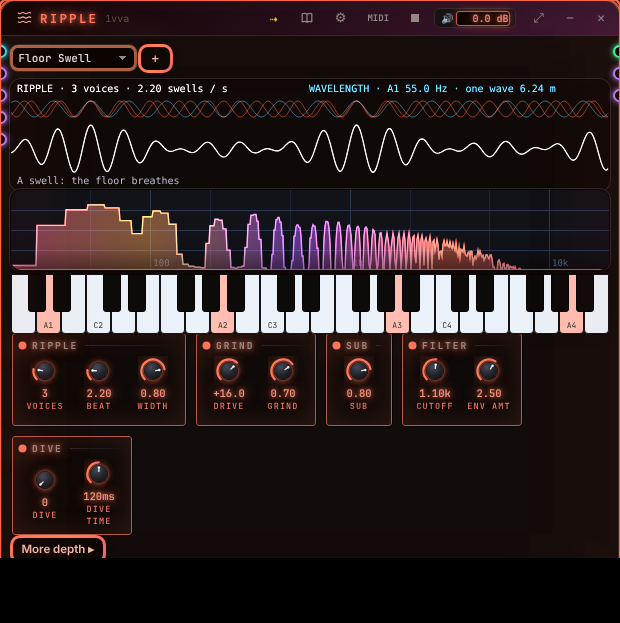 RIPPLE 1vva MIDI 0.0 dB
Floor Swell +
RIPPLE · 3 voices · 2.20 swells / s WAVELENGTH · A1 55.0 Hz · one wave 6.24 m
A swell: the floor breathes
100 10k
A1 C2 A2 C3 A3 C4 A4
RIPPLE GRIND SUB FILTER
3 2.20 0.80 +16.0 0.70 0.80 1.10k 2.50
VOICES BEAT WIDTH DRIVE GRIND SUB CUTOFF ENV AMT
DIVE
0 120ms
DIVE DIVE TIME
More depth ▸